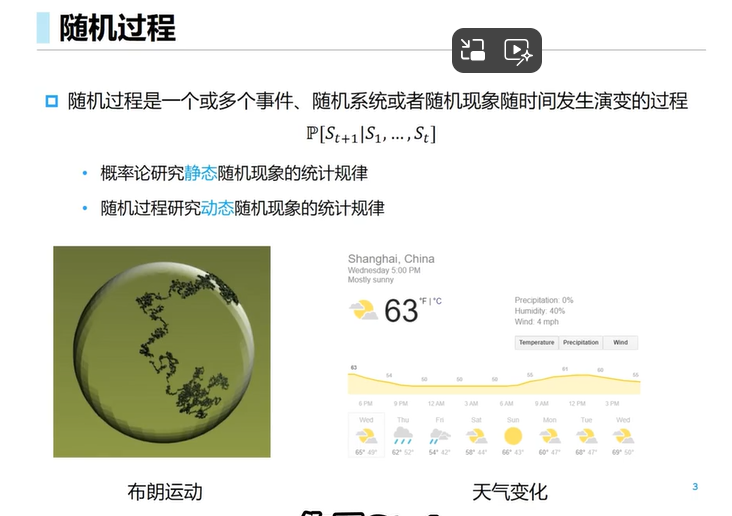 随机过程
随机过程是一个或多个事件、随机系统或者随机现象随时间发生演变的过程
ℙ[S_{t+1}|S_1, …, S_t]
• 概率论研究静态随机现象的统计规律
• 随机过程研究动态随机现象的统计规律
Shanghai, China
Wednesday 5:00 PM
Mostly sunny
63 °F | °C
Precipitation: 0%
Humidity: 40%
Wind: 4 mph
Temperature Precipitation Wind
63 54 50 50 50 55 61 60 55
6 PM 9 PM 12 AM 3 AM 6 AM 9 AM 12 PM 3 PM
Wed Thu Fri Sat Sun Mon Tue Wed
65° 49° 62° 52° 54° 42° 58° 44° 66° 43° 60° 47° 68° 47° 69° 50°
布朗运动
天气变化
3